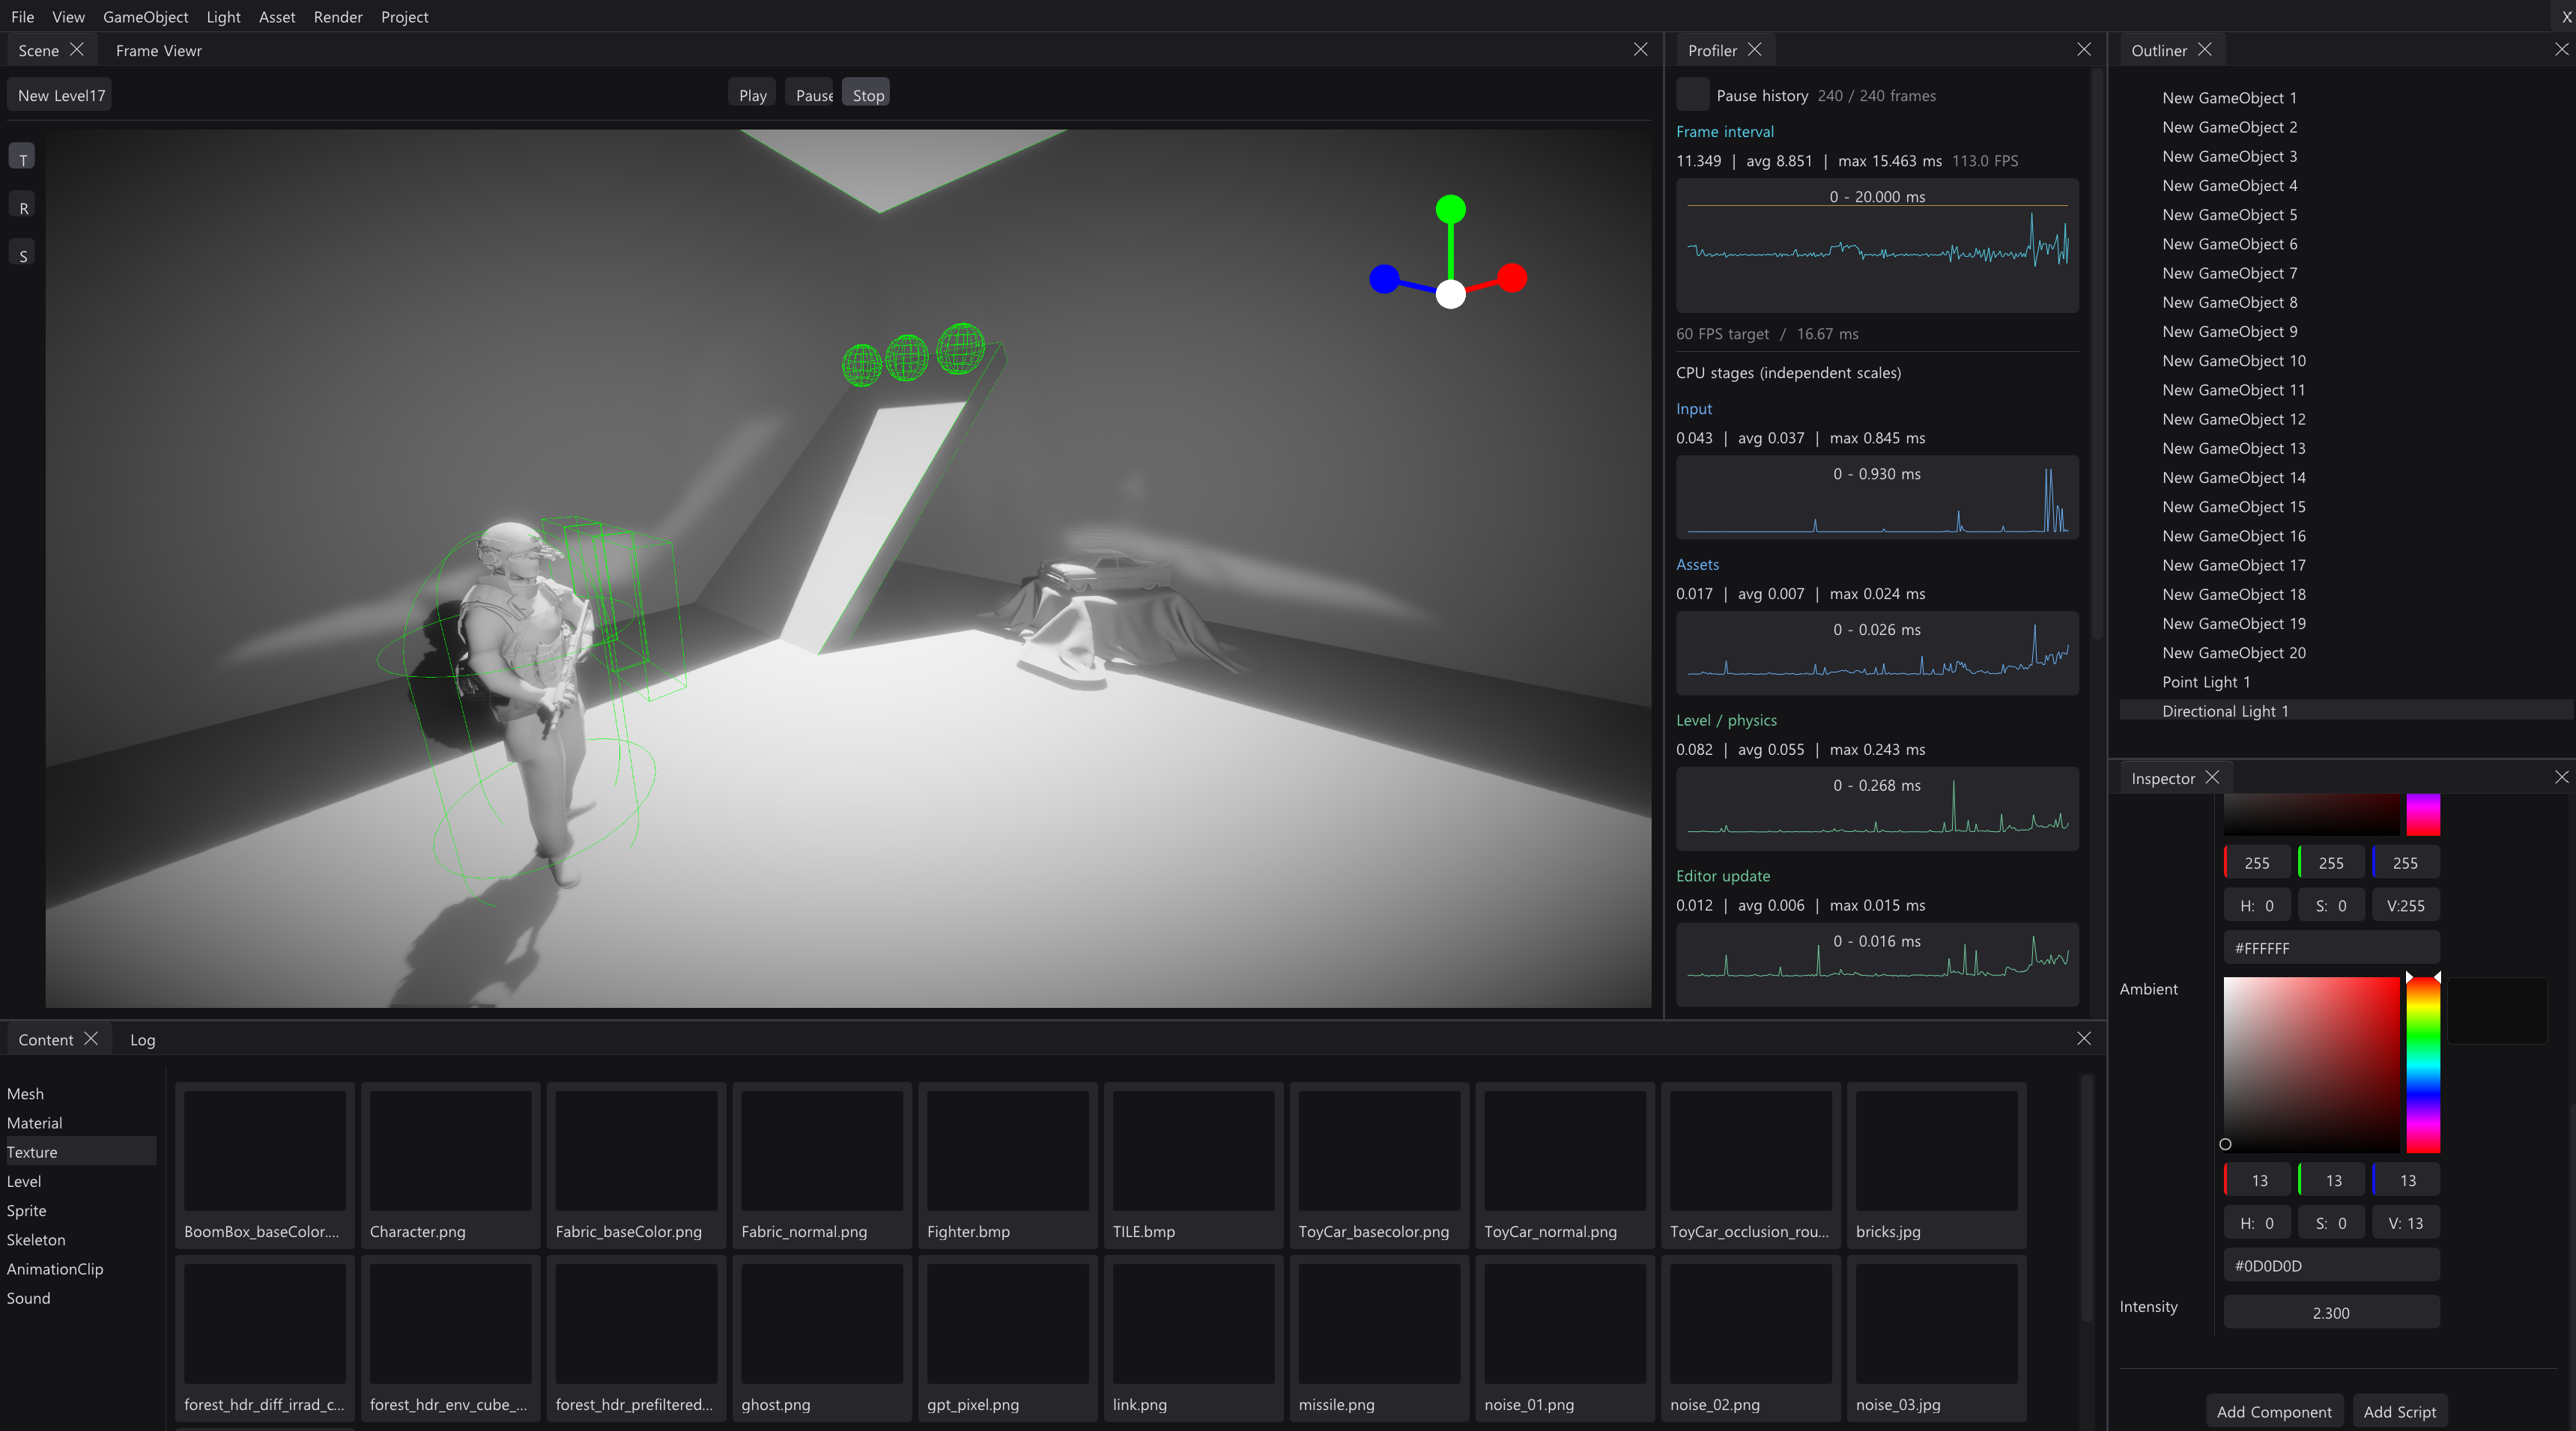 File View GameObject Light Asset Render Project
X
Scene Frame Viewr
New Level17
Play Pause Stop
T
R
S
Profiler
Pause history 240 / 240 frames
Frame interval
11.349 | avg 8.851 | max 15.463 ms 113.0 FPS
0 - 20.000 ms
60 FPS target / 16.67 ms
CPU stages (independent scales)
Input
0.043 | avg 0.037 | max 0.845 ms
0 - 0.930 ms
Assets
0.017 | avg 0.007 | max 0.024 ms
0 - 0.026 ms
Level / physics
0.082 | avg 0.055 | max 0.243 ms
0 - 0.268 ms
Editor update
0.012 | avg 0.006 | max 0.015 ms
0 - 0.016 ms
Outliner
New GameObject 1
New GameObject 2
New GameObject 3
New GameObject 4
New GameObject 5
New GameObject 6
New GameObject 7
New GameObject 8
New GameObject 9
New GameObject 10
New GameObject 11
New GameObject 12
New GameObject 13
New GameObject 14
New GameObject 15
New GameObject 16
New GameObject 17
New GameObject 18
New GameObject 19
New GameObject 20
Point Light 1
Directional Light 1
Inspector
255 255 255
H: 0 S: 0 V:255
#FFFFFF
Ambient
13 13 13
H: 0 S: 0 V: 13
#0D0D0D
Intensity 2.300
Add Component Add Script
Content Log
Mesh
Material
Texture
Level
Sprite
Skeleton
AnimationClip
Sound
BoomBox_baseColor.... Character.png Fabric_baseColor.png Fabric_normal.png Fighter.bmp TILE.bmp ToyCar_basecolor.png ToyCar_normal.png ToyCar_occlusion_rou... bricks.jpg
forest_hdr_diff_irrad_c... forest_hdr_env_cube_... forest_hdr_prefiltered... ghost.png gpt_pixel.png link.png missile.png noise_01.png noise_02.png noise_03.jpg